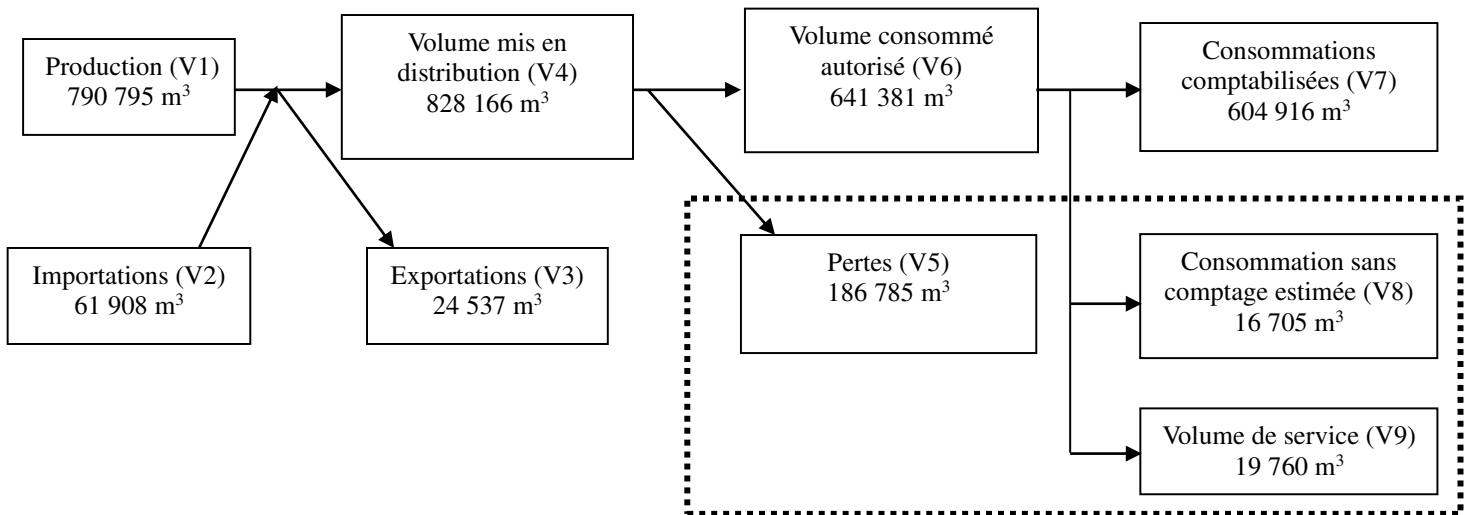 Production (V1)
790 795 m³
Volume mis en
distribution (V4)
828 166 m³
Volume consommé
autorisé (V6)
641 381 m³
Consommations
comptabilisées (V7)
604 916 m³
Importations (V2)
61 908 m³
Exportations (V3)
24 537 m³
Pertes (V5)
186 785 m³
Consommation sans
comptage estimée (V8)
16 705 m³
Volume de service (V9)
19 760 m³